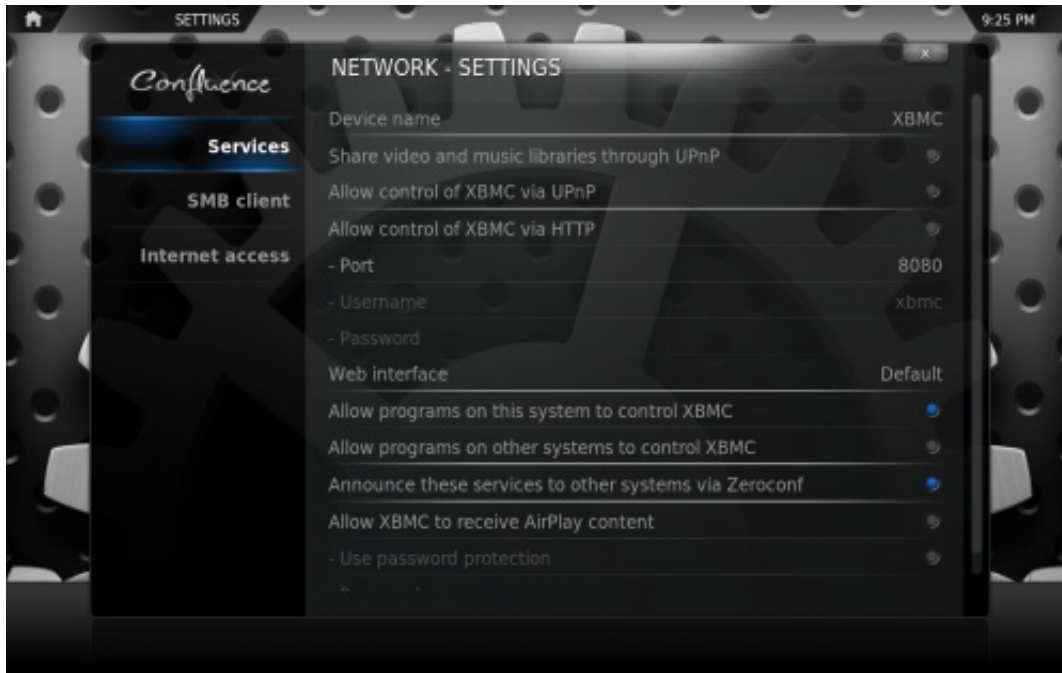 SETTINGS
9:25 PM
Confluence
NETWORK - SETTINGS
x
Services
SMB client
Internet access
Device name XBMC
Share video and music libraries through UPnP
Allow control of XBMC via UPnP
Allow control of XBMC via HTTP
- Port 8080
- Username xbmc
- Password
Web interface Default
Allow programs on this system to control XBMC
Allow programs on other systems to control XBMC
Announce these services to other systems via Zeroconf
Allow XBMC to receive AirPlay content
- Use password protection